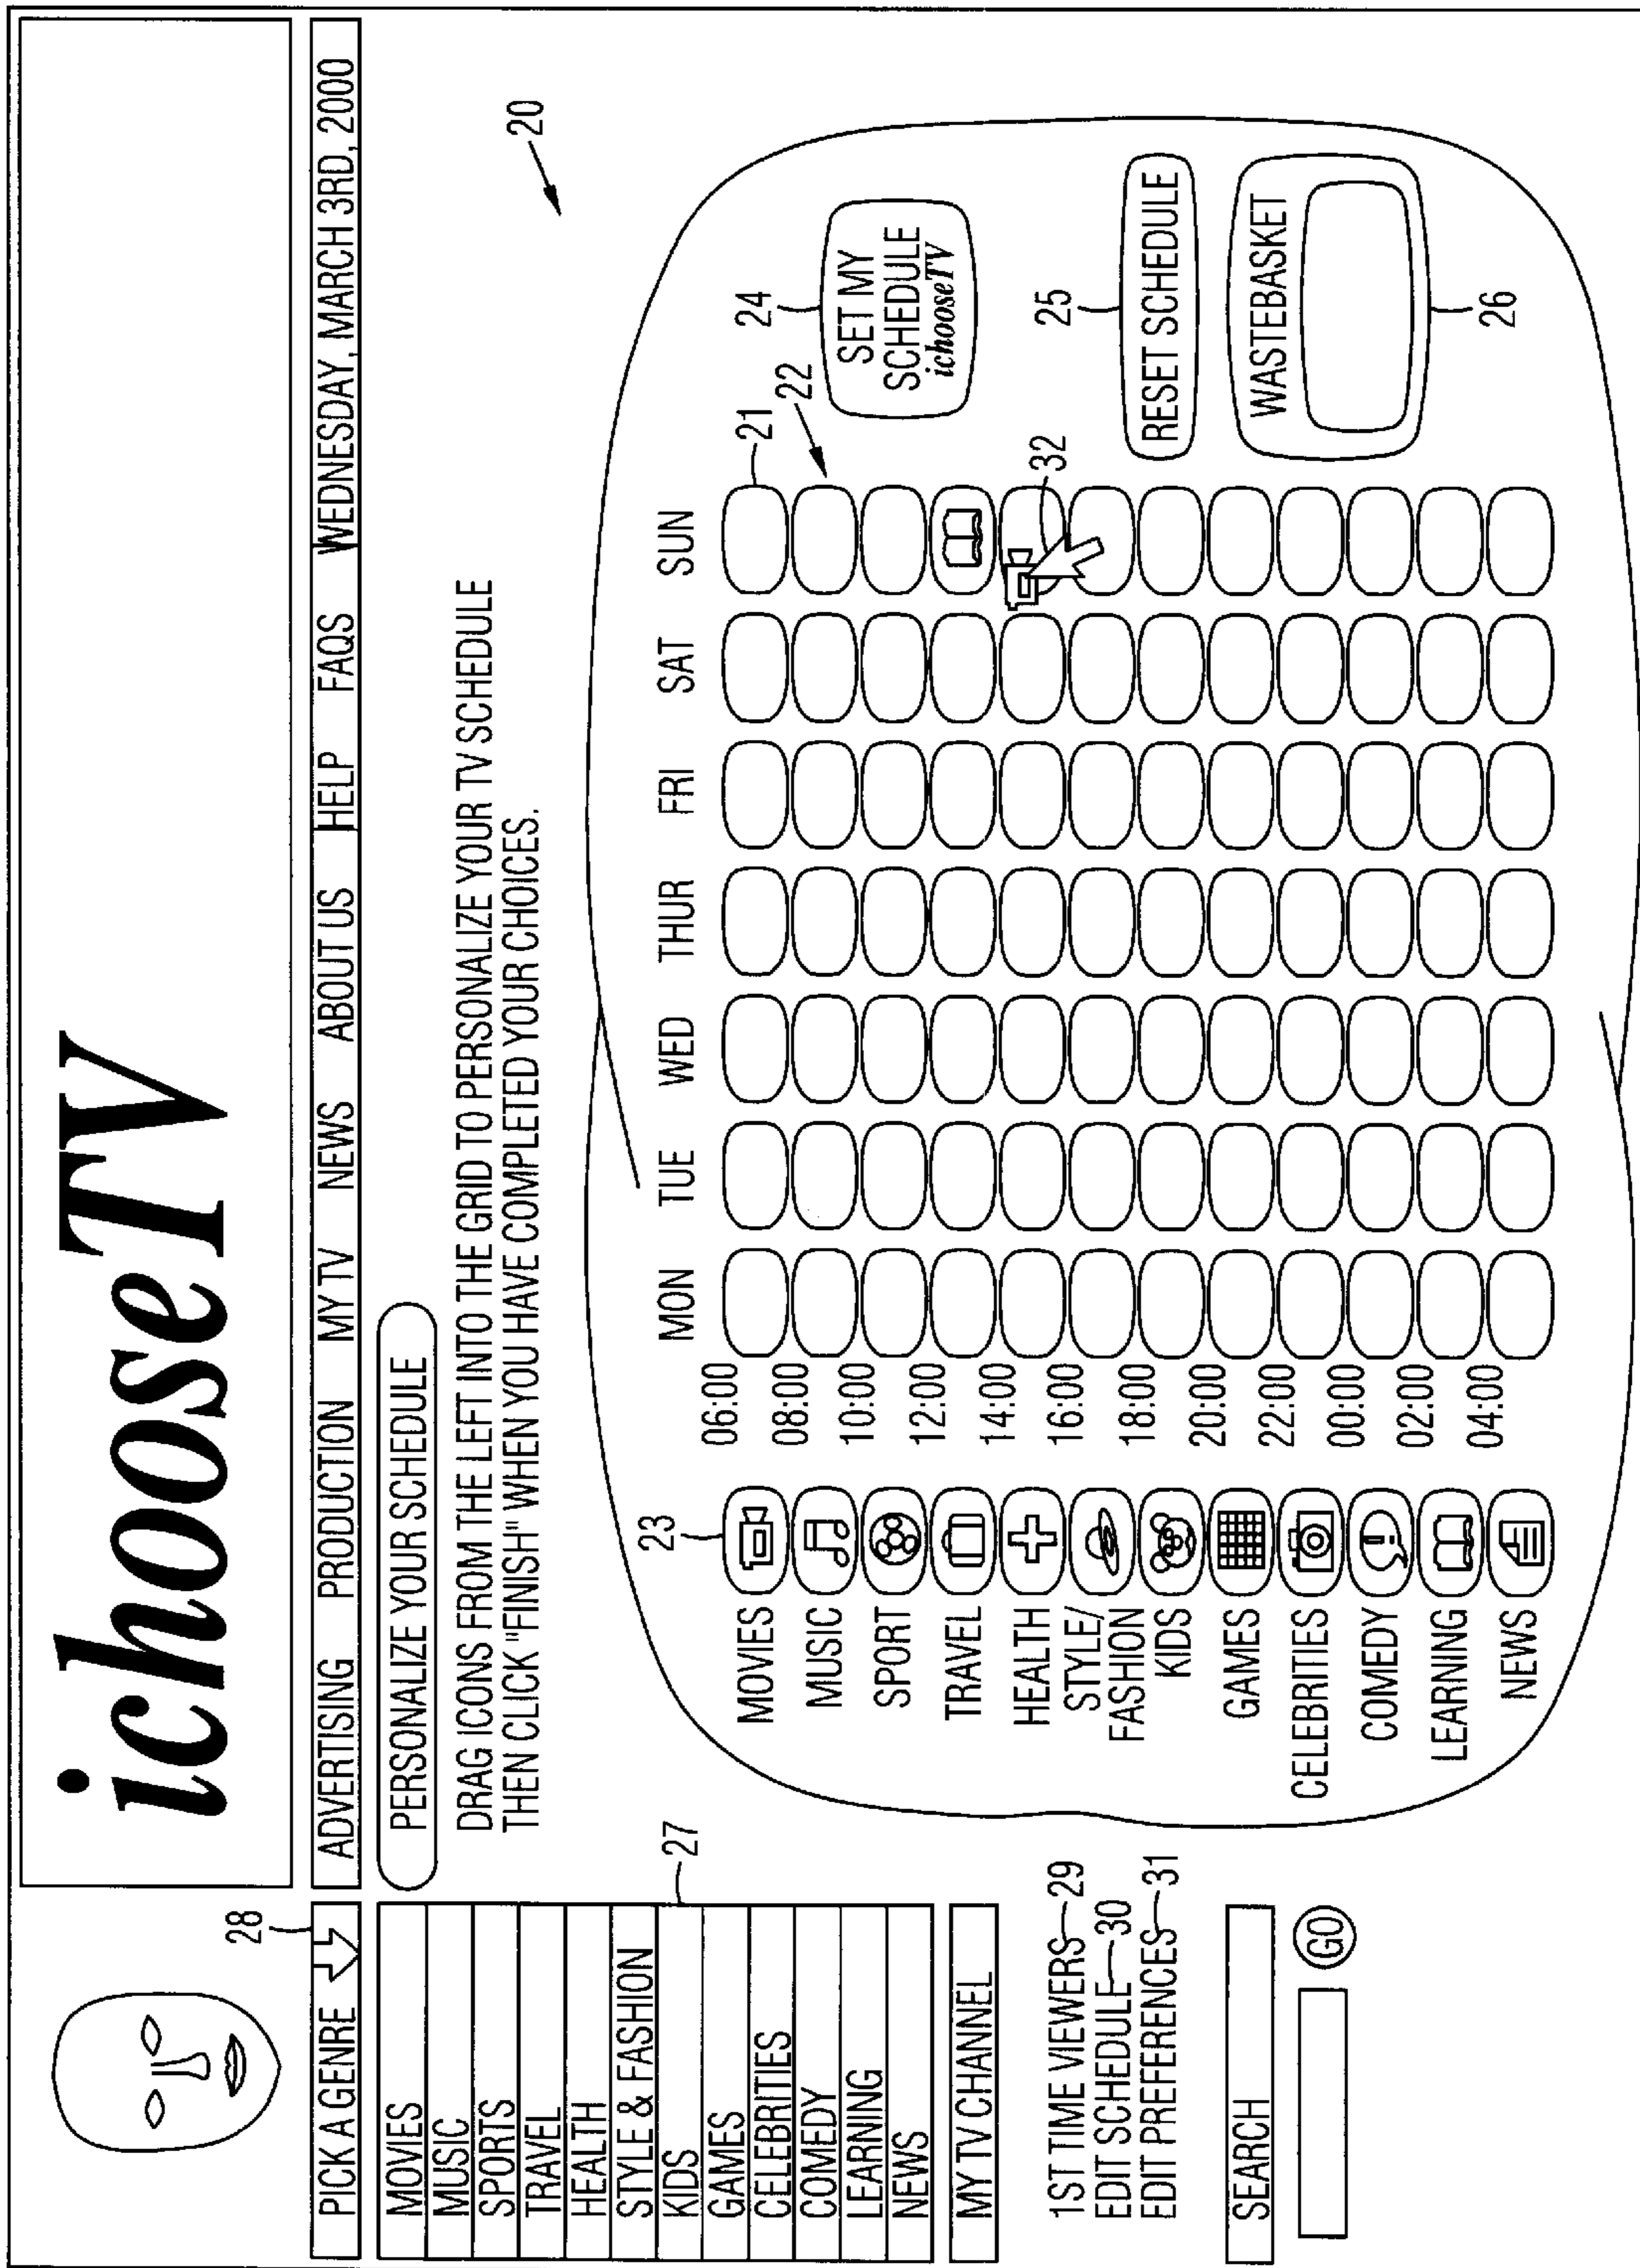 ichooseTV
28
PICK A GENRE
ADVERTISING PRODUCTION MY TV NEWS ABOUT US HELP FAQS WEDNESDAY, MARCH 3RD, 2000
MOVIES
MUSIC
SPORTS
TRAVEL
HEALTH
STYLE & FASHION
KIDS
GAMES
CELEBRITIES
COMEDY
LEARNING
NEWS
27
MY TV CHANNEL
1ST TIME VIEWERS 29
EDIT SCHEDULE 30
EDIT PREFERENCES 31
SEARCH
GO
PERSONALIZE YOUR SCHEDULE
DRAG ICONS FROM THE LEFT INTO THE GRID TO PERSONALIZE YOUR TV SCHEDULE
THEN CLICK "FINISH" WHEN YOU HAVE COMPLETED YOUR CHOICES.
20
23
MON TUE WED THUR FRI SAT SUN
MOVIES 06:00
MUSIC 08:00
SPORT 10:00
TRAVEL 12:00
HEALTH 14:00
STYLE/
FASHION 16:00
KIDS 18:00
GAMES 20:00
CELEBRITIES 22:00
COMEDY 00:00
LEARNING 02:00
NEWS 04:00
21
22
32
24
SET MY
SCHEDULE
ichooseTV
25
RESET SCHEDULE
WASTEBASKET
26